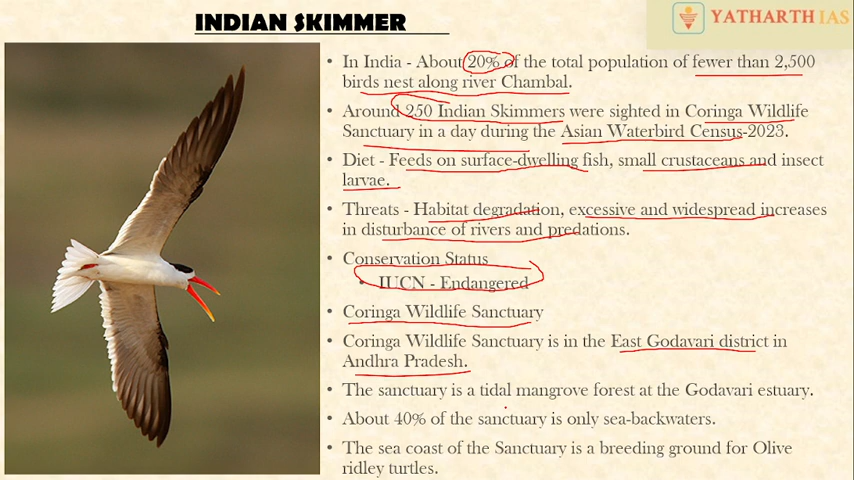 INDIAN SKIMMER
YATHARTH IAS
• In India - About 20% of the total population of fewer than 2,500
birds nest along river Chambal.
• Around 250 Indian Skimmers were sighted in Coringa Wildlife
Sanctuary in a day during the Asian Waterbird Census-2023.
• Diet - Feeds on surface-dwelling fish, small crustaceans and insect
larvae.
• Threats - Habitat degradation, excessive and widespread increases
in disturbance of rivers and predations.
• Conservation Status
• IUCN - Endangered
• Coringa Wildlife Sanctuary
• Coringa Wildlife Sanctuary is in the East Godavari district in
Andhra Pradesh.
• The sanctuary is a tidal mangrove forest at the Godavari estuary.
• About 40% of the sanctuary is only sea-backwaters.
• The sea coast of the Sanctuary is a breeding ground for Olive
ridley turtles.